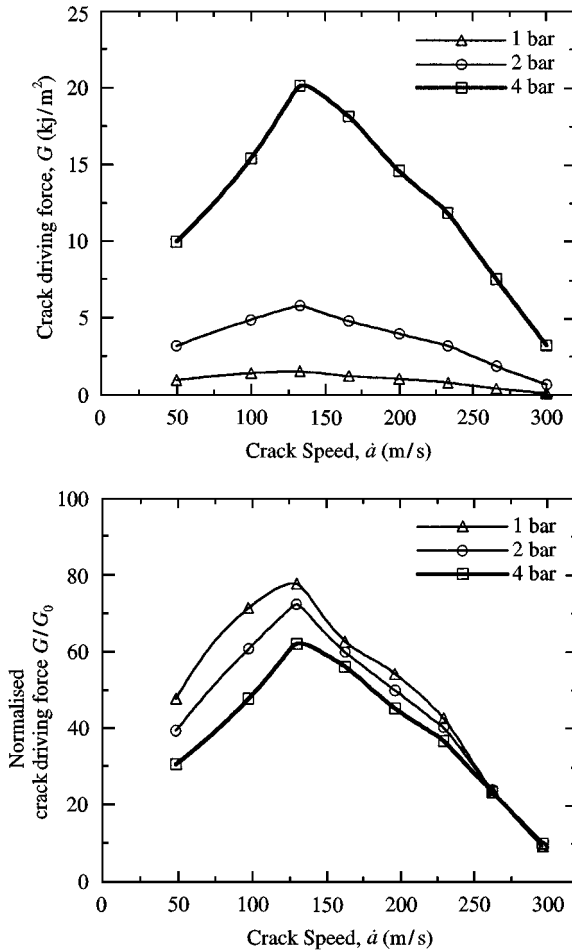 25
20
15
10
5
0
Crack driving force, G (kj/m²)
1 bar
2 bar
4 bar
0 50 100 150 200 250 300
Crack Speed, ȧ (m/s)
100
80
60
40
20
0
Normalised
crack driving force G/G₀
1 bar
2 bar
4 bar
0 50 100 150 200 250 300
Crack Speed, ȧ (m/s)